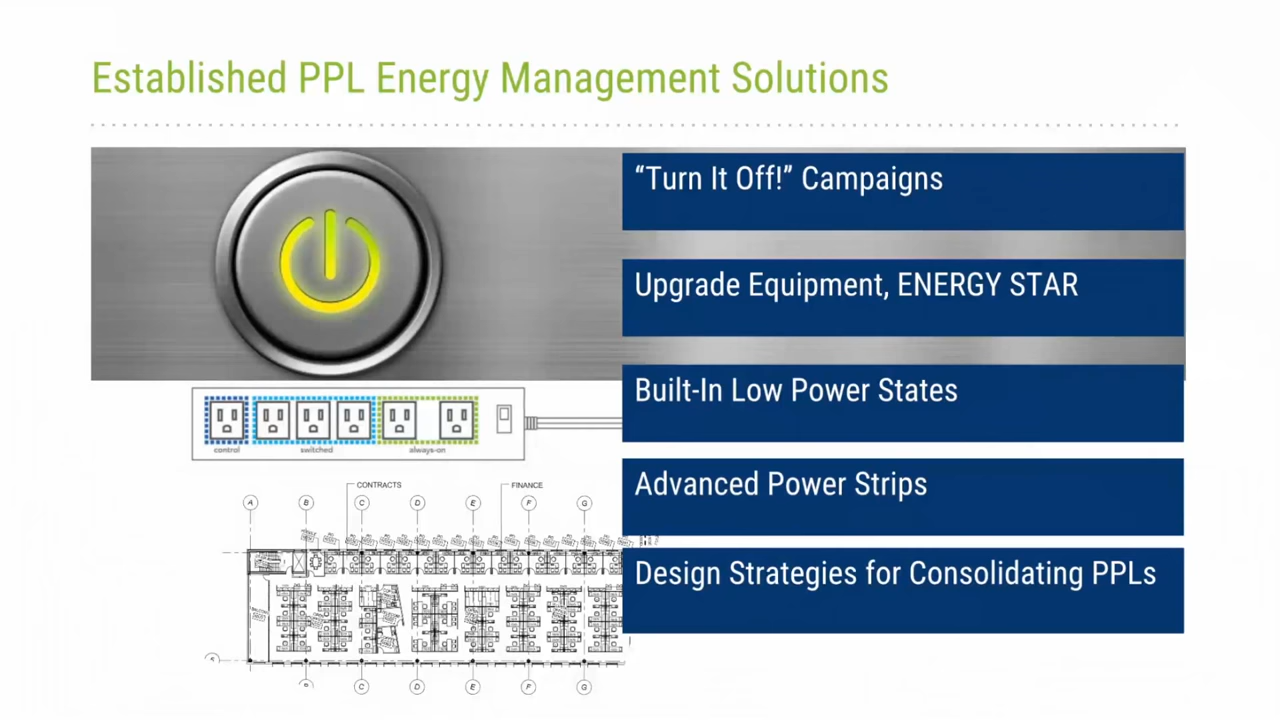 Established PPL Energy Management Solutions
“Turn It Off!” Campaigns
Upgrade Equipment, ENERGY STAR
Built-In Low Power States
control
switched
always-on
Advanced Power Strips
CONTRACTS
FINANCE
A B C D E F G
Design Strategies for Consolidating PPLs
C D E F G